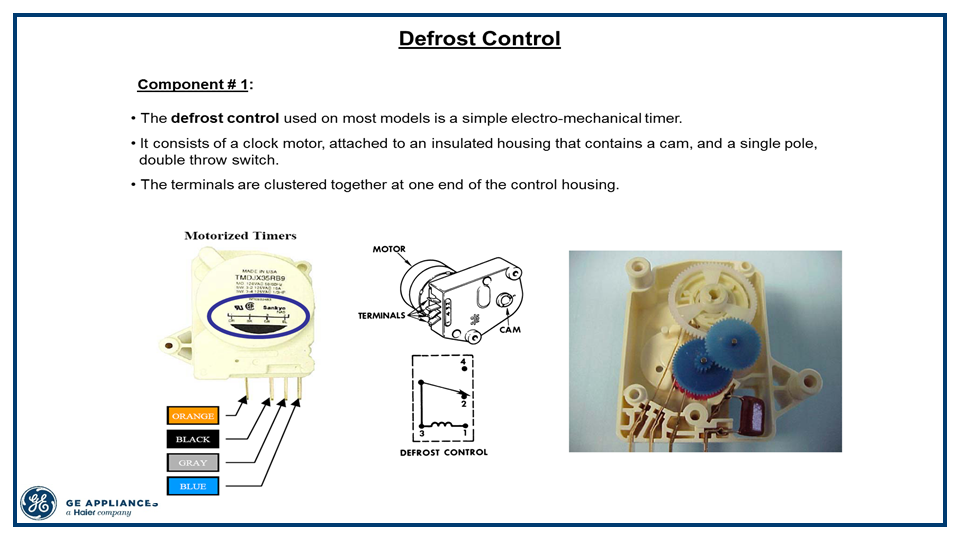 Defrost Control
Component # 1:
• The defrost control used on most models is a simple electro-mechanical timer.
• It consists of a clock motor, attached to an insulated housing that contains a cam, and a single pole,
double throw switch.
• The terminals are clustered together at one end of the control housing.
Motorized Timers
MADE IN USA
TMDJX35RB9
Sankyo
ORANGE
BLACK
GRAY
BLUE
MOTOR
TERMINALS
CAM
4
2
3 1
DEFROST CONTROL
GE APPLIANCES
a Haier company